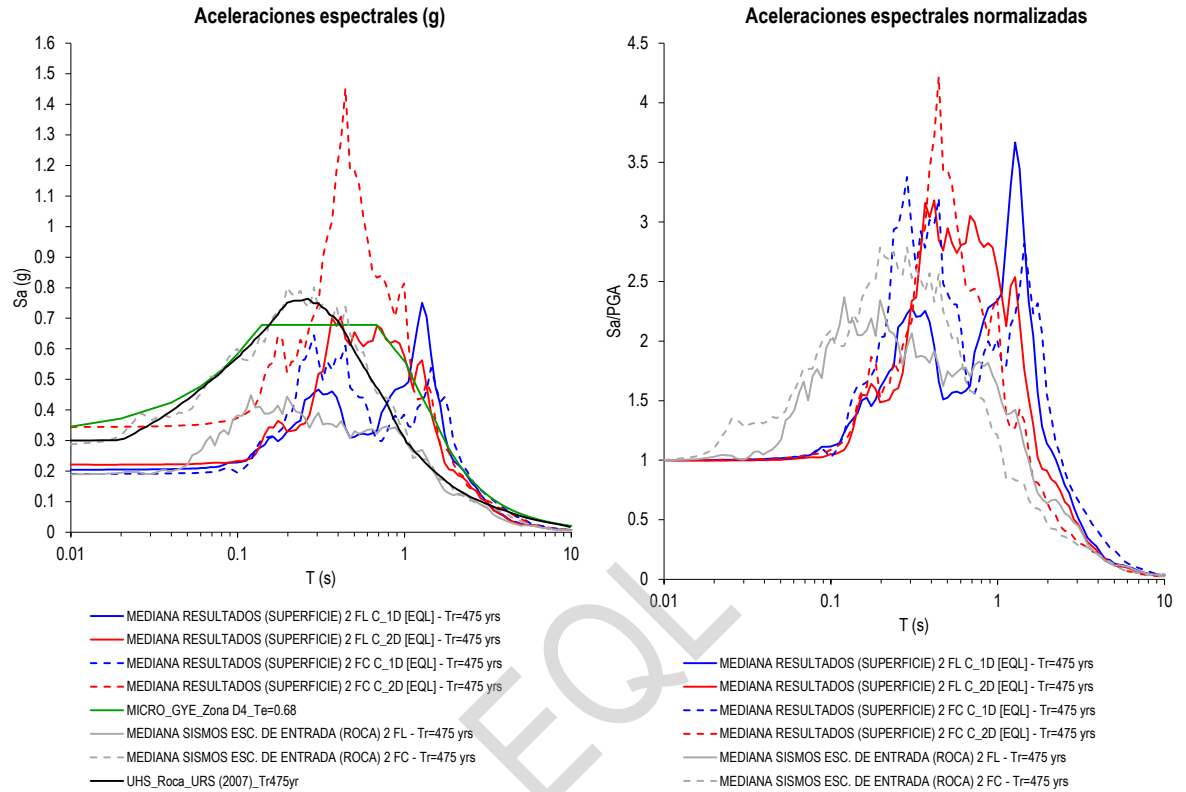 Aceleraciones espectrales (g)
1.6
1.5
1.4
1.3
1.2
1.1
1
0.9
0.8
0.7
0.6
0.5
0.4
0.3
0.2
0.1
0
Sa (g)
0.01
0.1
1
10
T (s)
MEDIANA RESULTADOS (SUPERFICIE) 2 FL C_1D [EQL] - Tr=475 yrs
MEDIANA RESULTADOS (SUPERFICIE) 2 FL C_2D [EQL] - Tr=475 yrs
MEDIANA RESULTADOS (SUPERFICIE) 2 FC C_1D [EQL] - Tr=475 yrs
MEDIANA RESULTADOS (SUPERFICIE) 2 FC C_2D [EQL] - Tr=475 yrs
MICRO_GYE_Zona D4_Te=0.68
MEDIANA SISMOS ESC. DE ENTRADA (ROCA) 2 FL - Tr=475 yrs
MEDIANA SISMOS ESC. DE ENTRADA (ROCA) 2 FC - Tr=475 yrs
UHS_Roca_URS (2007)_Tr475yr
Aceleraciones espectrales normalizadas
4.5
4
3.5
3
2.5
2
1.5
1
0.5
0
Sa/PGA
0.01
0.1
1
10
T (s)
MEDIANA RESULTADOS (SUPERFICIE) 2 FL C_1D [EQL] - Tr=475 yrs
MEDIANA RESULTADOS (SUPERFICIE) 2 FL C_2D [EQL] - Tr=475 yrs
MEDIANA RESULTADOS (SUPERFICIE) 2 FC C_1D [EQL] - Tr=475 yrs
MEDIANA RESULTADOS (SUPERFICIE) 2 FC C_2D [EQL] - Tr=475 yrs
MEDIANA SISMOS ESC. DE ENTRADA (ROCA) 2 FL - Tr=475 yrs
MEDIANA SISMOS ESC. DE ENTRADA (ROCA) 2 FC - Tr=475 yrs
EQL